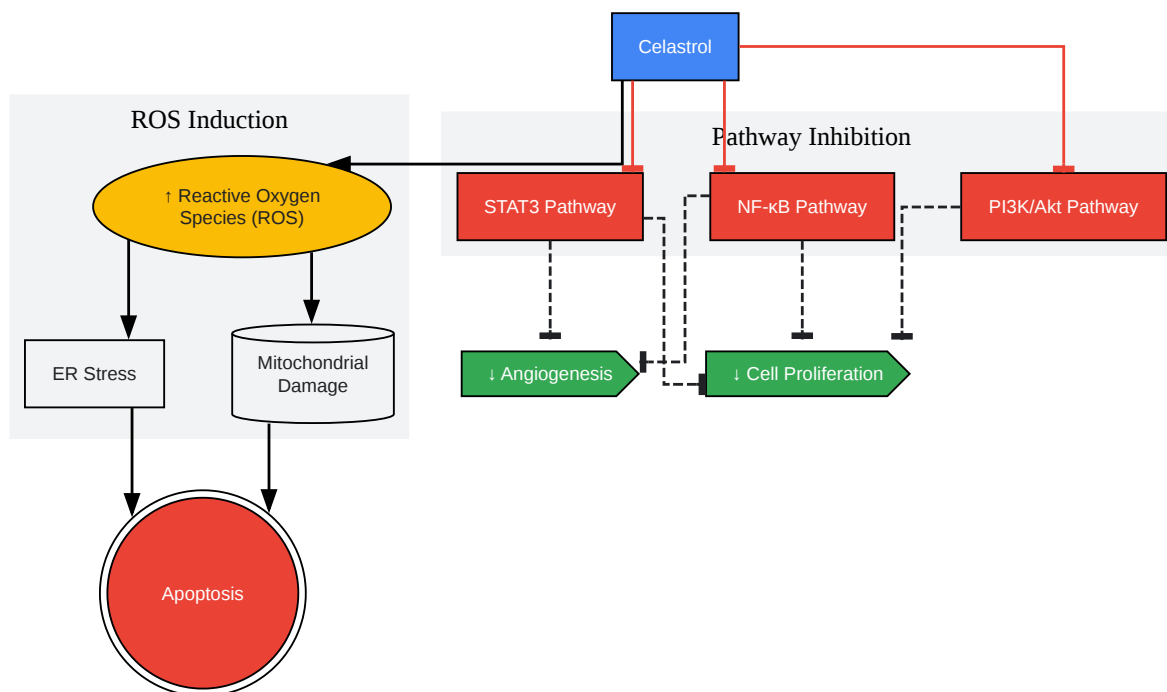 Celastrol
ROS Induction
Pathway Inhibition
↑ Reactive Oxygen
Species (ROS)
STAT3 Pathway
NF-κB Pathway
PI3K/Akt Pathway
ER Stress
Mitochondrial
Damage
↓ Angiogenesis
↓ Cell Proliferation
Apoptosis